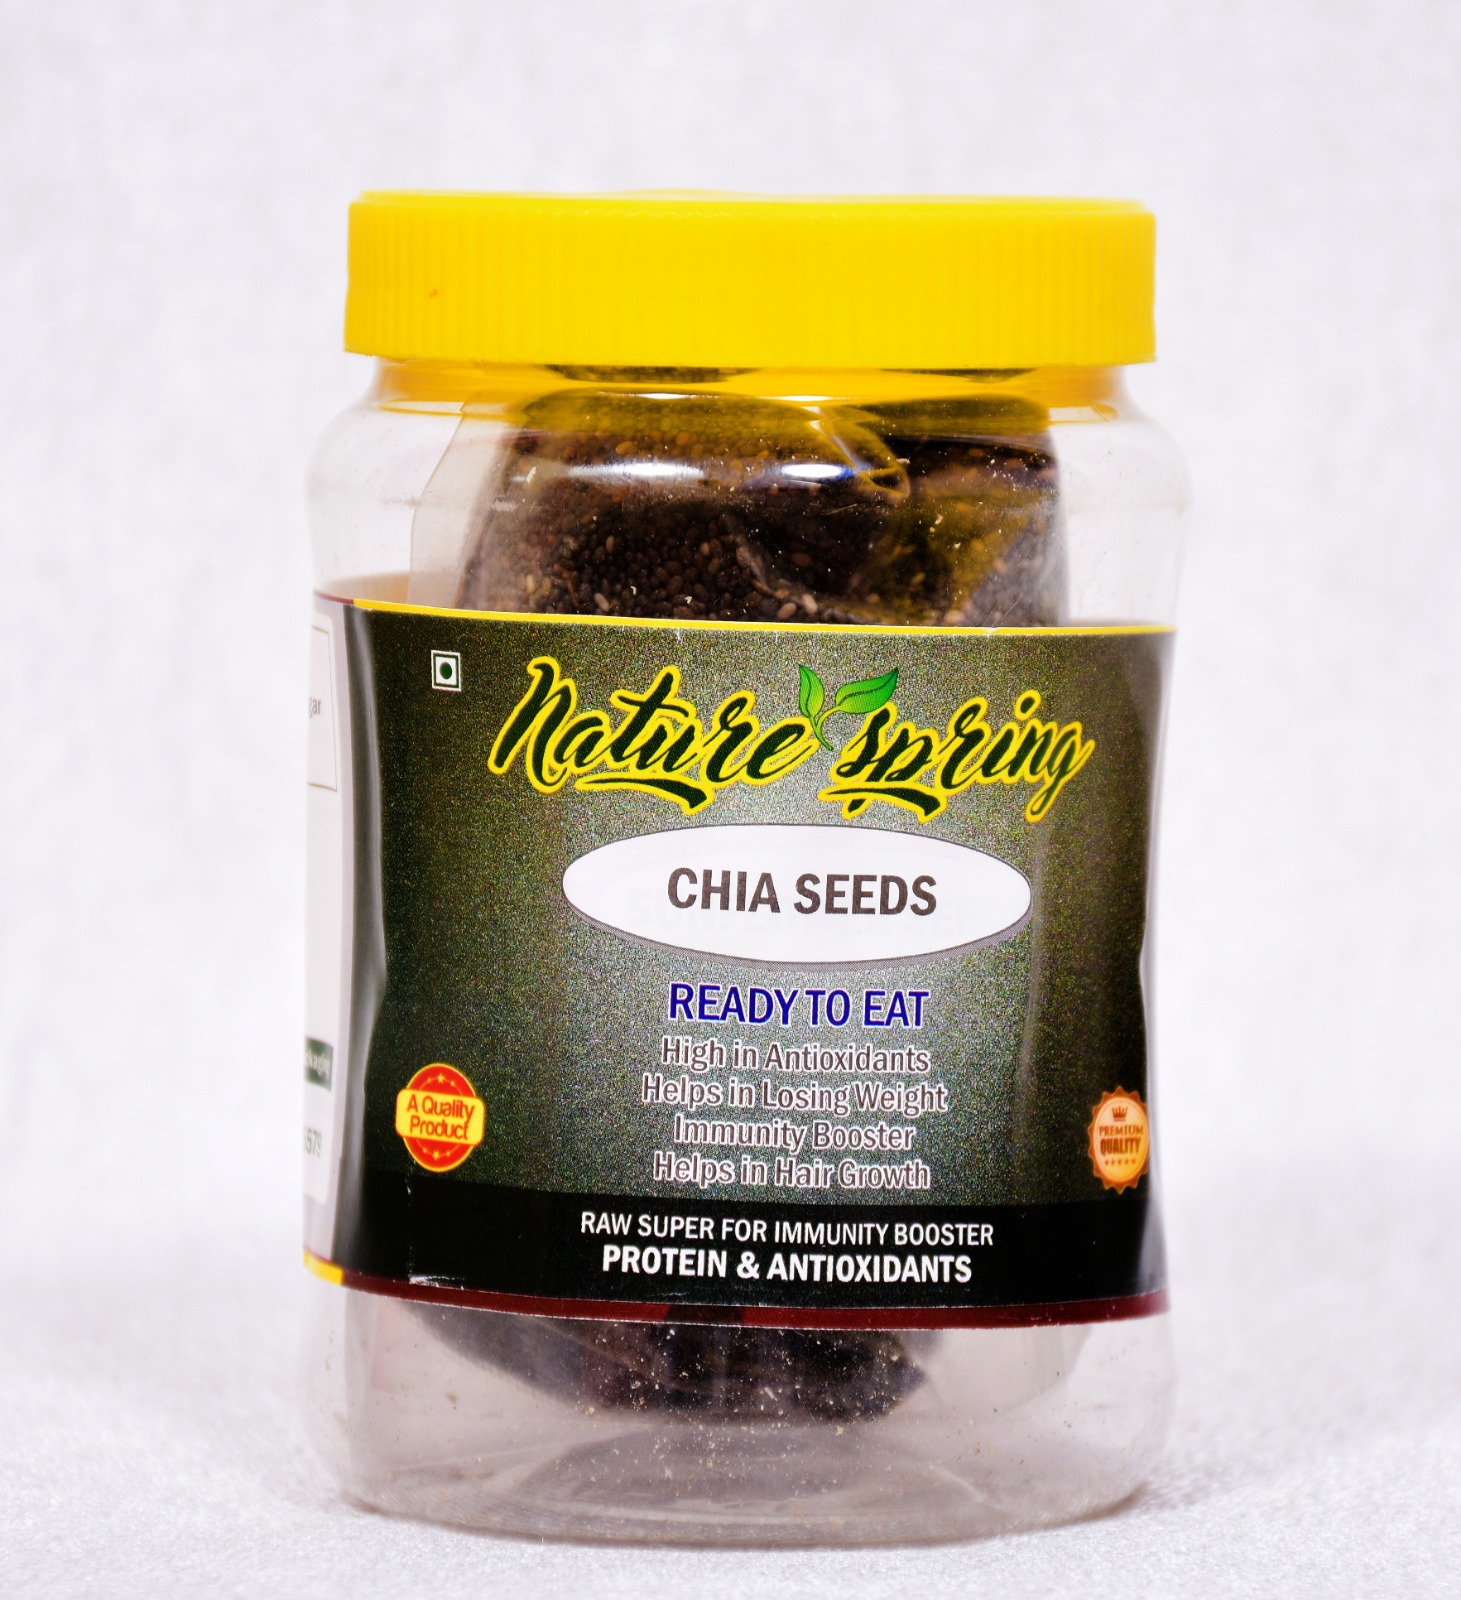 Nature spring
CHIA SEEDS
READY TO EAT
High in Antioxidants
Helps in Losing Weight
Immunity Booster
Helps in Hair Growth
A Quality
Product
PREMIUM
QUALITY
RAW SUPER FOR IMMUNITY BOOSTER
PROTEIN & ANTIOXIDANTS